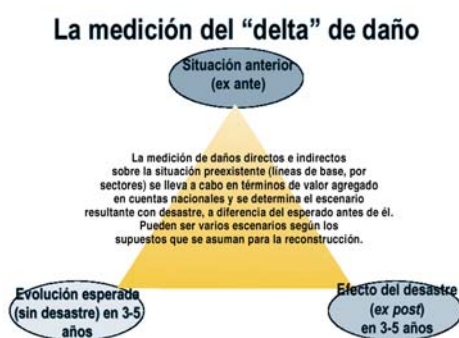 La medición del “delta” de daño
Situación anterior
(ex ante)
La medición de daños directos e indirectos
sobre la situación preexistente (líneas de base, por
sectores) se lleva a cabo en términos de valor agregado
en cuentas nacionales y se determina el escenario
resultante con desastre, a diferencia del esperado antes de él.
Pueden ser varios escenarios según los
supuestos que se asuman para la reconstrucción.
Evolución esperada
(sin desastre) en 3-5
años
Efecto del desastre
(ex post)
en 3-5 años